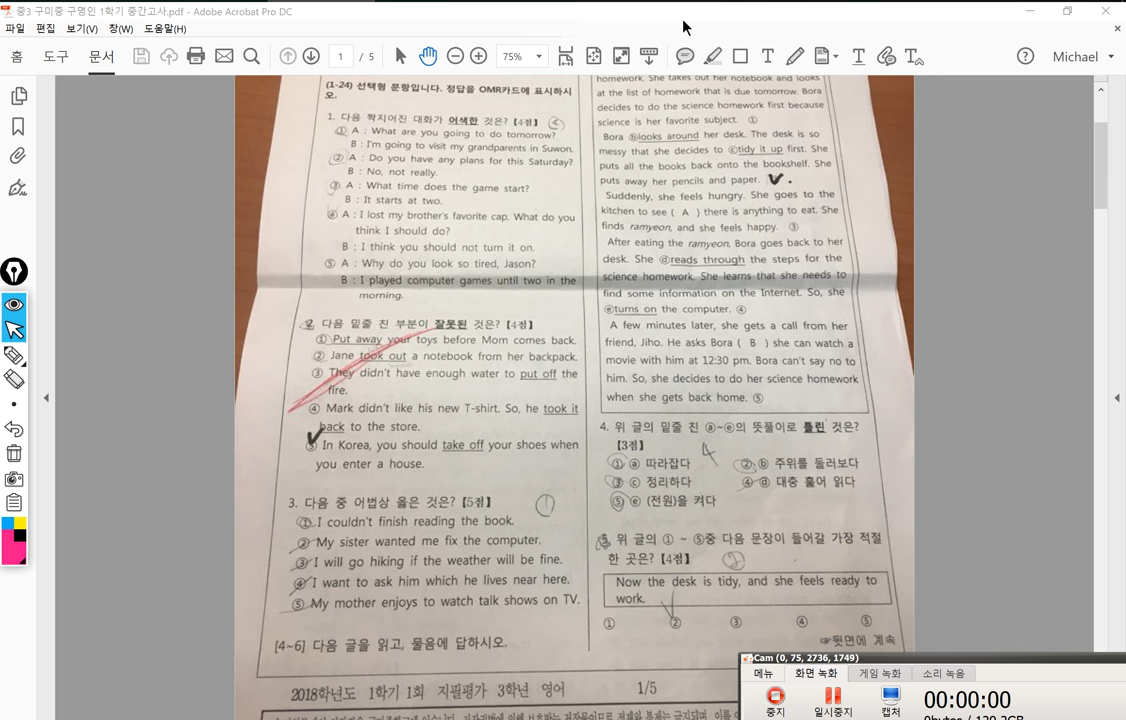 중3 구미중 구명인 1학기 중간고사.pdf - Adobe Acrobat Pro DC
파일 편집 보기(V) 창(W) 도움말(H)
홈 도구 문서 1 / 5 75% Michael
(1-24) 선택형 문항입니다. 정답을 OMR카드에 표시하시
오.
1. 다음 짝지어진 대화가 어색한 것은? 【4점】 ④
① A : What are you going to do tomorrow?
B : I'm going to visit my grandparents in Suwon.
② A : Do you have any plans for this Saturday?
B : No, not really.
③ A : What time does the game start?
B : It starts at two.
④ A : I lost my brother's favorite cap. What do you
think I should do?
B : I think you should not turn it on.
⑤ A : Why do you look so tired, Jason?
B : I played computer games until two in the
morning.
2. 다음 밑줄 친 부분이 잘못된 것은? 【4점】
① Put away your toys before Mom comes back.
② Jane took out a notebook from her backpack.
③ They didn't have enough water to put off the
fire.
④ Mark didn't like his new T-shirt. So, he took it
back to the store.
⑤ In Korea, you should take off your shoes when
you enter a house.
3. 다음 중 어법상 옳은 것은? 【5점】 ①
① I couldn't finish reading the book.
② My sister wanted me fix the computer.
③ I will go hiking if the weather will be fine.
④ I want to ask him which he lives near here.
⑤ My mother enjoys to watch talk shows on TV.
[4~6] 다음 글을 읽고, 물음에 답하시오.
homework. She takes out her notebook and looks
at the list of homework that is due tomorrow. Bora
decides to do the science homework first because
science is her favorite subject. ①
Bora ⓑlooks around her desk. The desk is so
messy that she decides to ⓒtidy it up first. She
puts all the books back onto the bookshelf. She
puts away her pencils and paper. ② .
Suddenly, she feels hungry. She goes to the
kitchen to see ( A ) there is anything to eat. She
finds ramyeon, and she feels happy. ③
After eating the ramyeon, Bora goes back to her
desk. She ⓓreads through the steps for the
science homework. She learns that she needs to
find some information on the Internet. So, she
ⓔturns on the computer. ④
A few minutes later, she gets a call from her
friend, Jiho. He asks Bora ( B ) she can watch a
movie with him at 12:30 pm. Bora can't say no to
him. So, she decides to do her science homework
when she gets back home. ⑤
4. 위 글의 밑줄 친 ⓐ~ⓔ의 뜻풀이로 틀린 것은?
【3점】 4
① ⓐ 따라잡다 ② ⓑ 주위를 둘러보다
③ ⓒ 정리하다 ④ ⓓ 대충 훑어 읽다
⑤ ⓔ (전원)을 켜다
5. 위 글의 ① ~ ⑤중 다음 문장이 들어갈 가장 적절
한 곳은? 【4점】 ②
Now the desk is tidy, and she feels ready to
work.
① ② ③ ④ ⑤
☞뒷면에 계속
2018학년도 1학기 1회 지필평가 3학년 영어 1/5
oCam (0, 75, 2736, 1749)
메뉴 화면 녹화 게임 녹화 소리 녹음
중지 일시중지 캡처 00:00:00